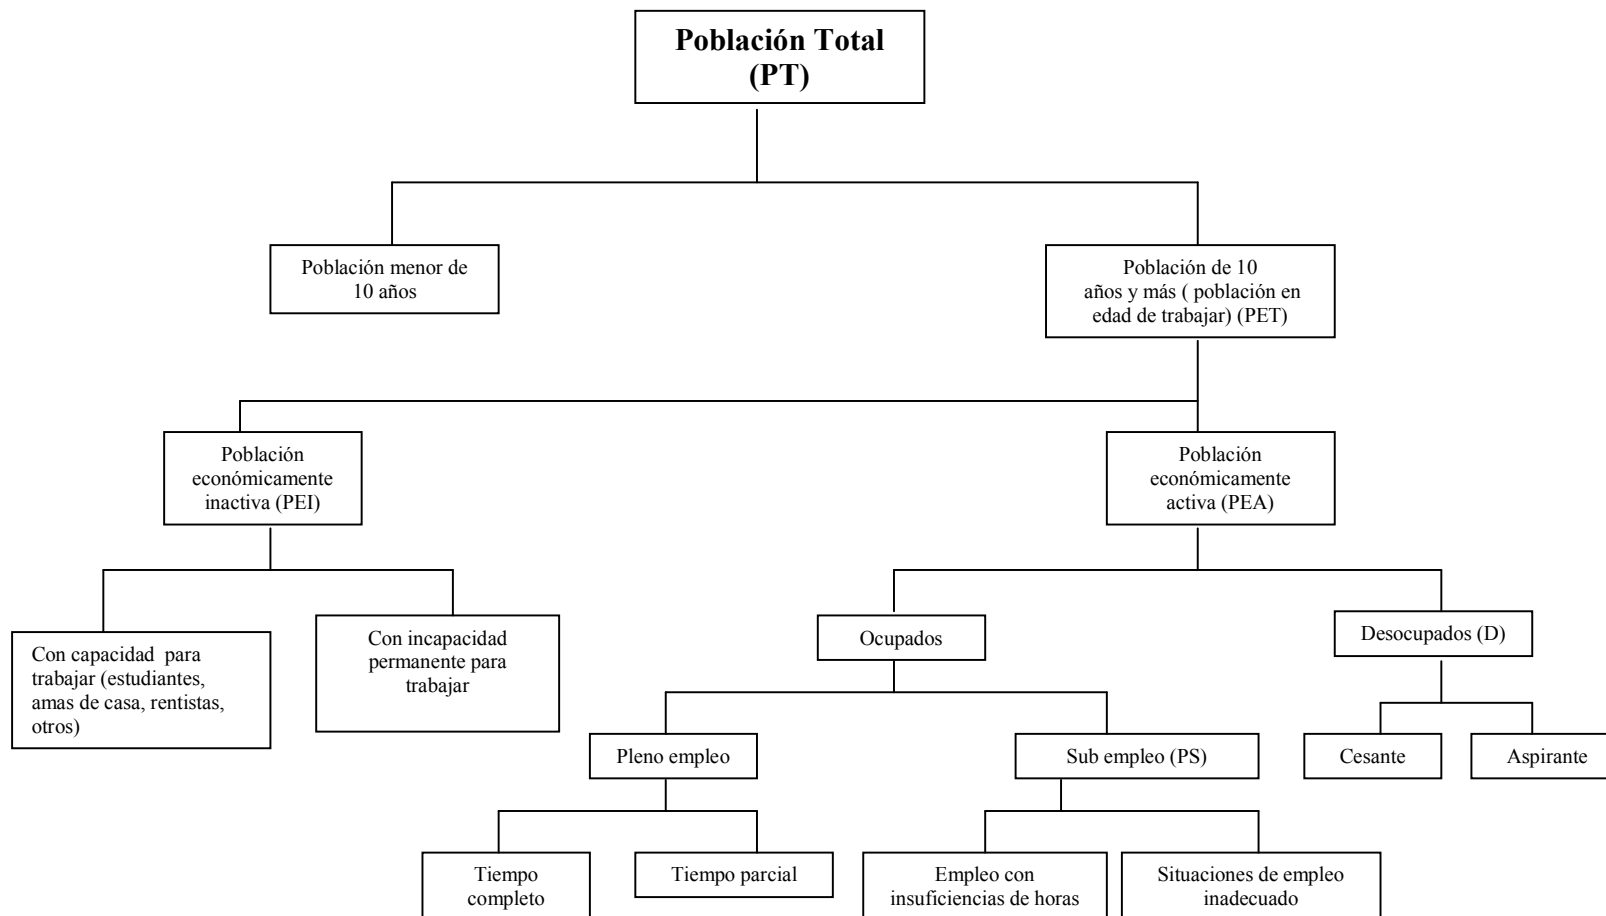 Población Total
(PT)
Población menor de
10 años
Población de 10
años y más ( población en
edad de trabajar) (PET)
Población
económicamente
inactiva (PEI)
Población
económicamente
activa (PEA)
Con capacidad  para
trabajar (estudiantes,
amas de casa, rentistas,
otros)
Con incapacidad
permanente para
trabajar
Ocupados
Desocupados (D)
Pleno empleo
Sub empleo (PS)
Cesante
Aspirante
Tiempo
completo
Tiempo parcial
Empleo con
insuficiencias de horas
Situaciones de empleo
inadecuado